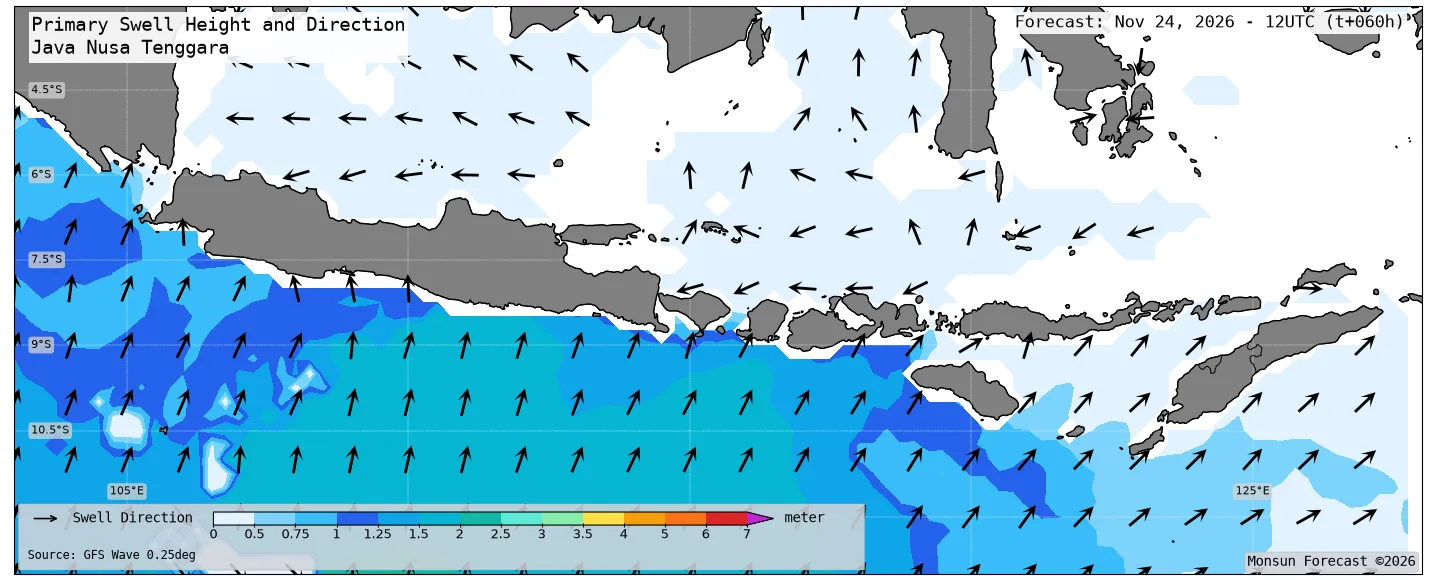 Primary Swell Height and Direction
Java Nusa Tenggara
Forecast: Nov 24, 2026 - 12UTC (t+060h)
4.5°S
6°S
7.5°S
9°S
10.5°S
105°E
125°E
Swell Direction
meter
0 0.5 0.75 1 1.25 1.5 2 2.5 3 3.5 4 5 6 7
Source: GFS Wave 0.25deg
Monsun Forecast ©2026